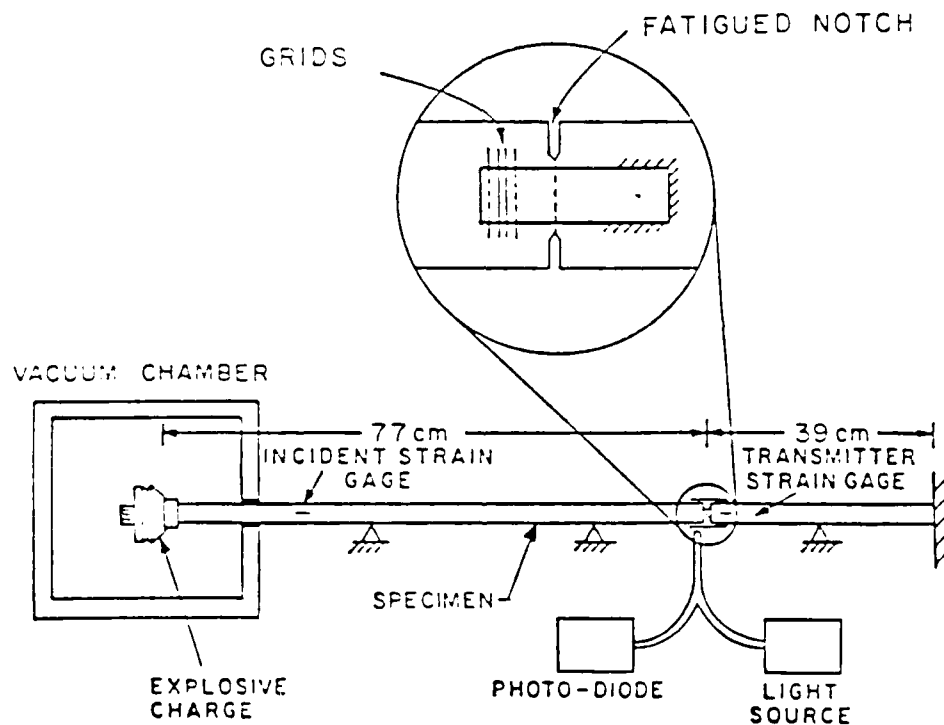 FATIGUED NOTCH
GRIDS
VACUUM CHAMBER
77 cm
39 cm
INCIDENT STRAIN
GAGE
TRANSMITTER
STRAIN GAGE
SPECIMEN
EXPLOSIVE
CHARGE
PHOTO-DIODE
LIGHT
SOURCE